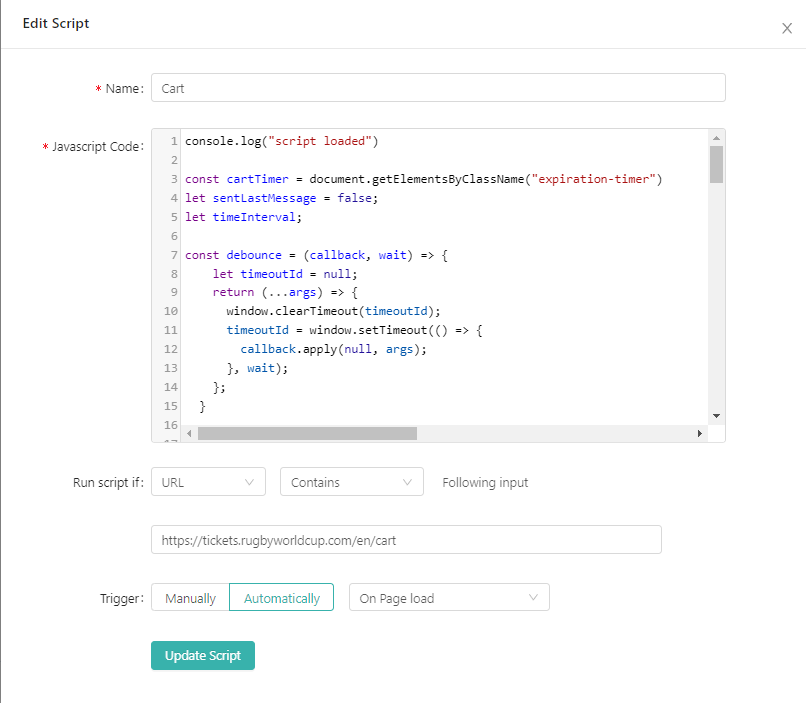 Edit Script
* Name:
Cart
* Javascript Code:
1 console.log("script loaded")
2
3 const cartTimer = document.getElementsByClassName("expiration-timer")
4 let sentLastMessage = false;
5 let timeInterval;
6
7 const debounce = (callback, wait) => {
8     let timeoutId = null;
9     return (...args) => {
10       window.clearTimeout(timeoutId);
11       timeoutId = window.setTimeout(() => {
12         callback.apply(null, args);
13       }, wait);
14     };
15   }
16
Run script if: URL Contains Following input
https://tickets.rugbyworldcup.com/en/cart
Trigger: Manually Automatically On Page load
Update Script